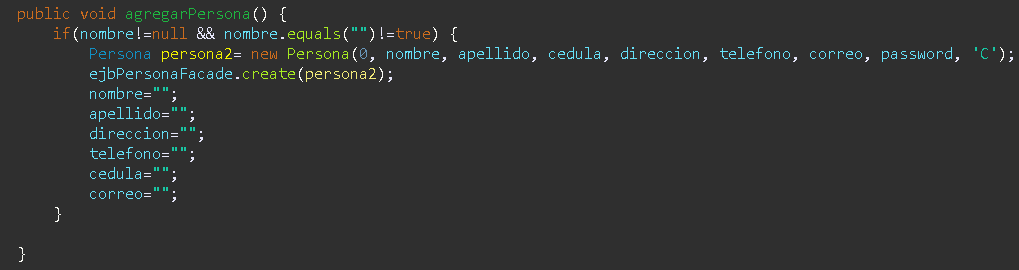 public void agregarPersona() {
if(nombre!=null && nombre.equals("")!=true) {
Persona persona2= new Persona(0, nombre, apellido, cedula, direccion, telefono, correo, password, 'C');
ejbPersonaFacade.create(persona2);
nombre="";
apellido="";
direccion="";
telefono="";
cedula="";
correo="";
}
}